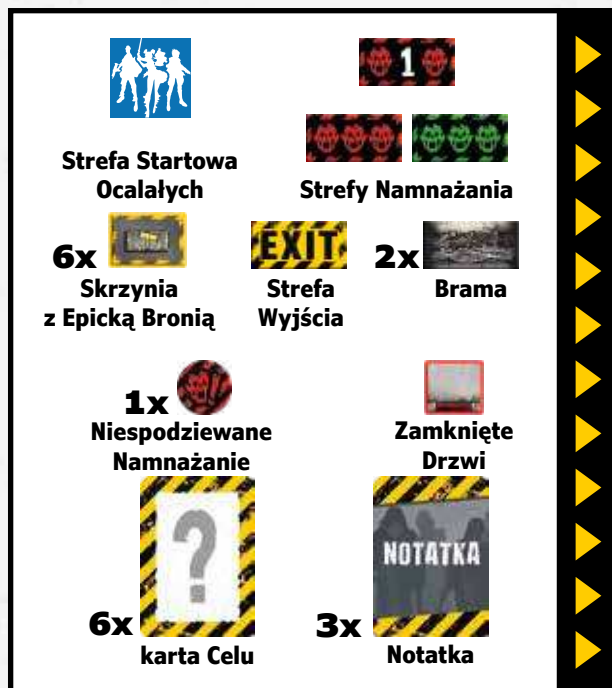 1
Strefa Startowa
Ocalałych
Strefy Namnażania
6x
Skrzynia
z Epicką Bronią
EXIT
Strefa
Wyjścia
2x
Brama
1x
Niespodziewane
Namnażanie
Zamknięte
Drzwi
?
6x
karta Celu
NOTATKA
3x
Notatka